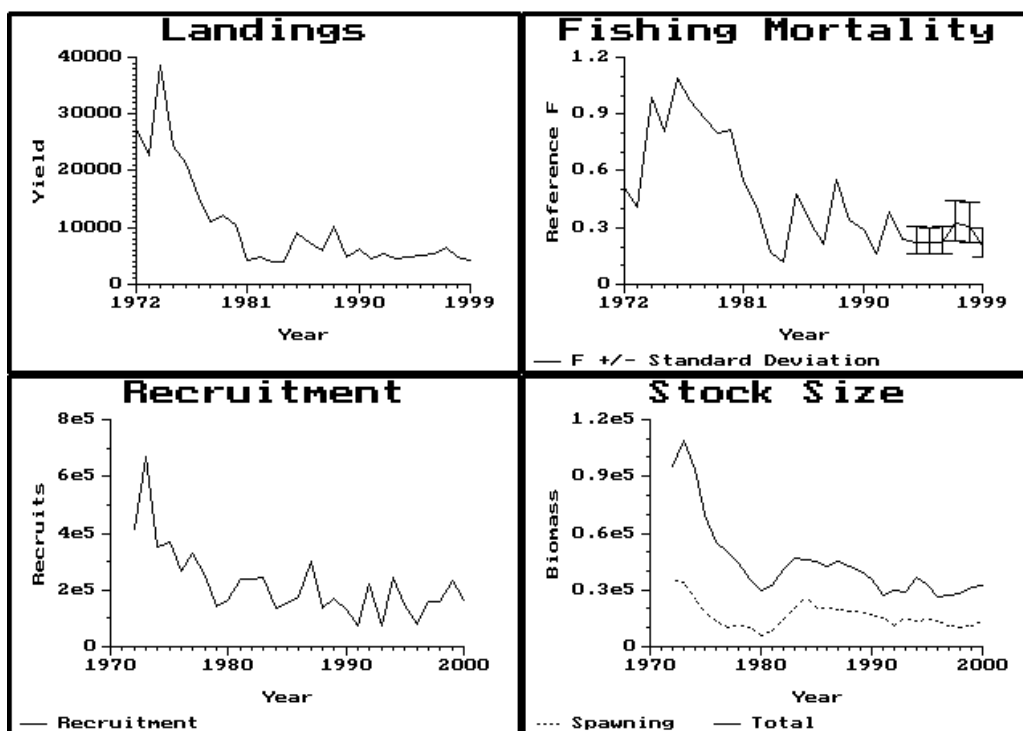 Landings
40000
30000
20000
10000
0
Yield
1972 1981 1990 1999
Year
Fishing Mortality
1.2
0.9
0.6
0.3
0
Reference F
1972 1981 1990 1999
Year
F +/- Standard Deviation
Recruitment
8e5
6e5
4e5
2e5
0
Recruits
1970 1980 1990 2000
Year
Recruitment
Stock Size
1.2e5
0.9e5
0.6e5
0.3e5
0
Biomass
1970 1980 1990 2000
Year
Spawning Total